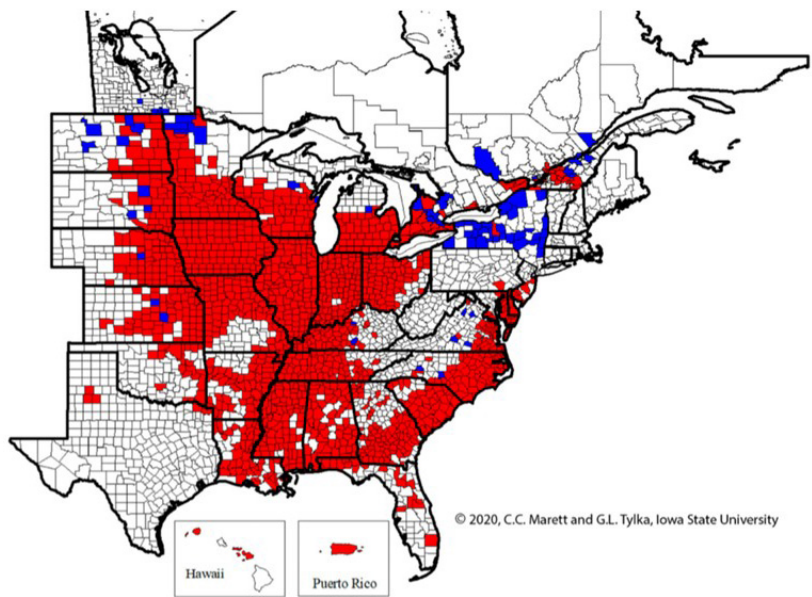 © 2020, C.C. Marett and G.L. Tylka, Iowa State University
Hawaii
Puerto Rico